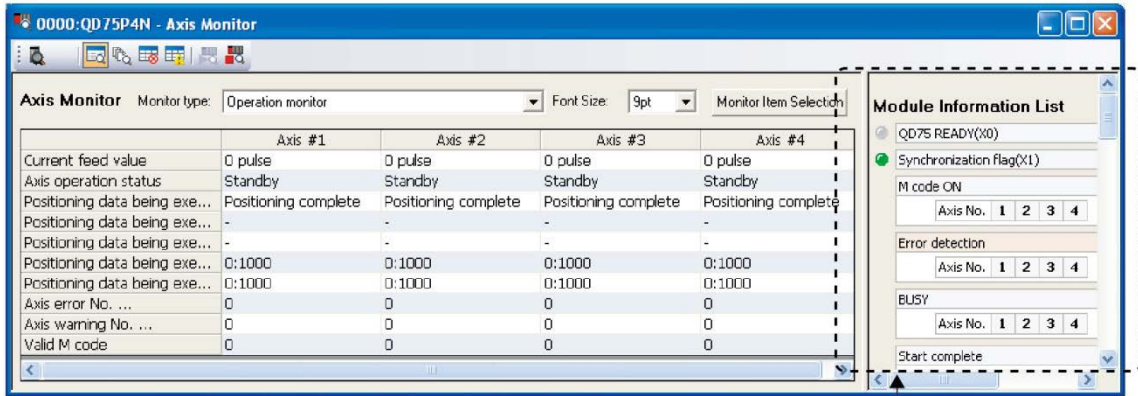 0000:QD75P4N - Axis Monitor
Axis Monitor Monitor type: Operation monitor Font Size: 9pt Monitor Item Selection
Axis #1 Axis #2 Axis #3 Axis #4
Current feed value 0 pulse 0 pulse 0 pulse 0 pulse
Axis operation status Standby Standby Standby Standby
Positioning data being exe... Positioning complete Positioning complete Positioning complete Positioning complete
Positioning data being exe... - - - -
Positioning data being exe... - - - -
Positioning data being exe... 0:1000 0:1000 0:1000 0:1000
Positioning data being exe... 0:1000 0:1000 0:1000 0:1000
Axis error No. ... 0 0 0 0
Axis warning No. ... 0 0 0 0
Valid M code 0 0 0 0
Module Information List
QD75 READY(X0)
Synchronization flag(X1)
M code ON
Axis No. 1 2 3 4
Error detection
Axis No. 1 2 3 4
BUSY
Axis No. 1 2 3 4
Start complete